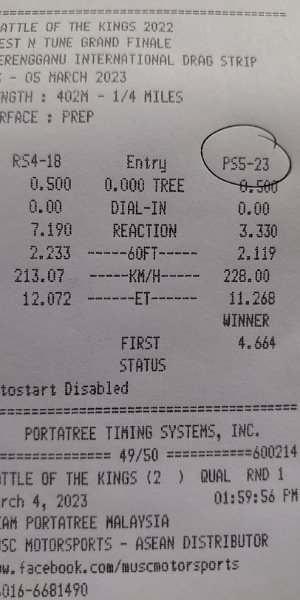 ATTLE OF THE KINGS 2022
EST N TUNE GRAND FINALE
ERENGGANU INTERNATIONAL DRAG STRIP
- 05 MARCH 2023
NGTH : 402M - 1/4 MILES
RFACE : PREP
RS4-18 Entry PS5-23
0.500 0.000 TREE 0.500
0.00 DIAL-IN 0.00
7.190 REACTION 3.330
2.233 -----60FT----- 2.119
213.07 ------KM/H----- 228.00
12.072 ------ET------ 11.268
WINNER
FIRST 4.664
STATUS
tostart Disabled
PORTATREE TIMING SYSTEMS, INC.
============ 49/50 ===========600214
ATTLE OF THE KINGS (2 ) QUAL RND 1
rch 4, 2023 01:59:56 PM
AM PORTATREE MALAYSIA
USC MOTORSPORTS - ASEAN DISTRIBUTOR
w.facebook.com/muscmotorsports
016-6681490